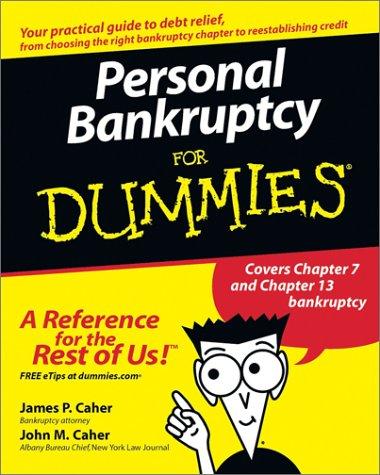 Your practical guide to debt relief,
from choosing the right bankruptcy chapter to reestablishing credit
Personal
Bankruptcy
FOR
DUMMIES®
Covers Chapter 7
and Chapter 13
bankruptcy
A Reference
for the
Rest of Us!™
FREE eTips at dummies.com®
James P. Caher
Bankruptcy attorney
John M. Caher
Albany Bureau Chief, New York Law Journal